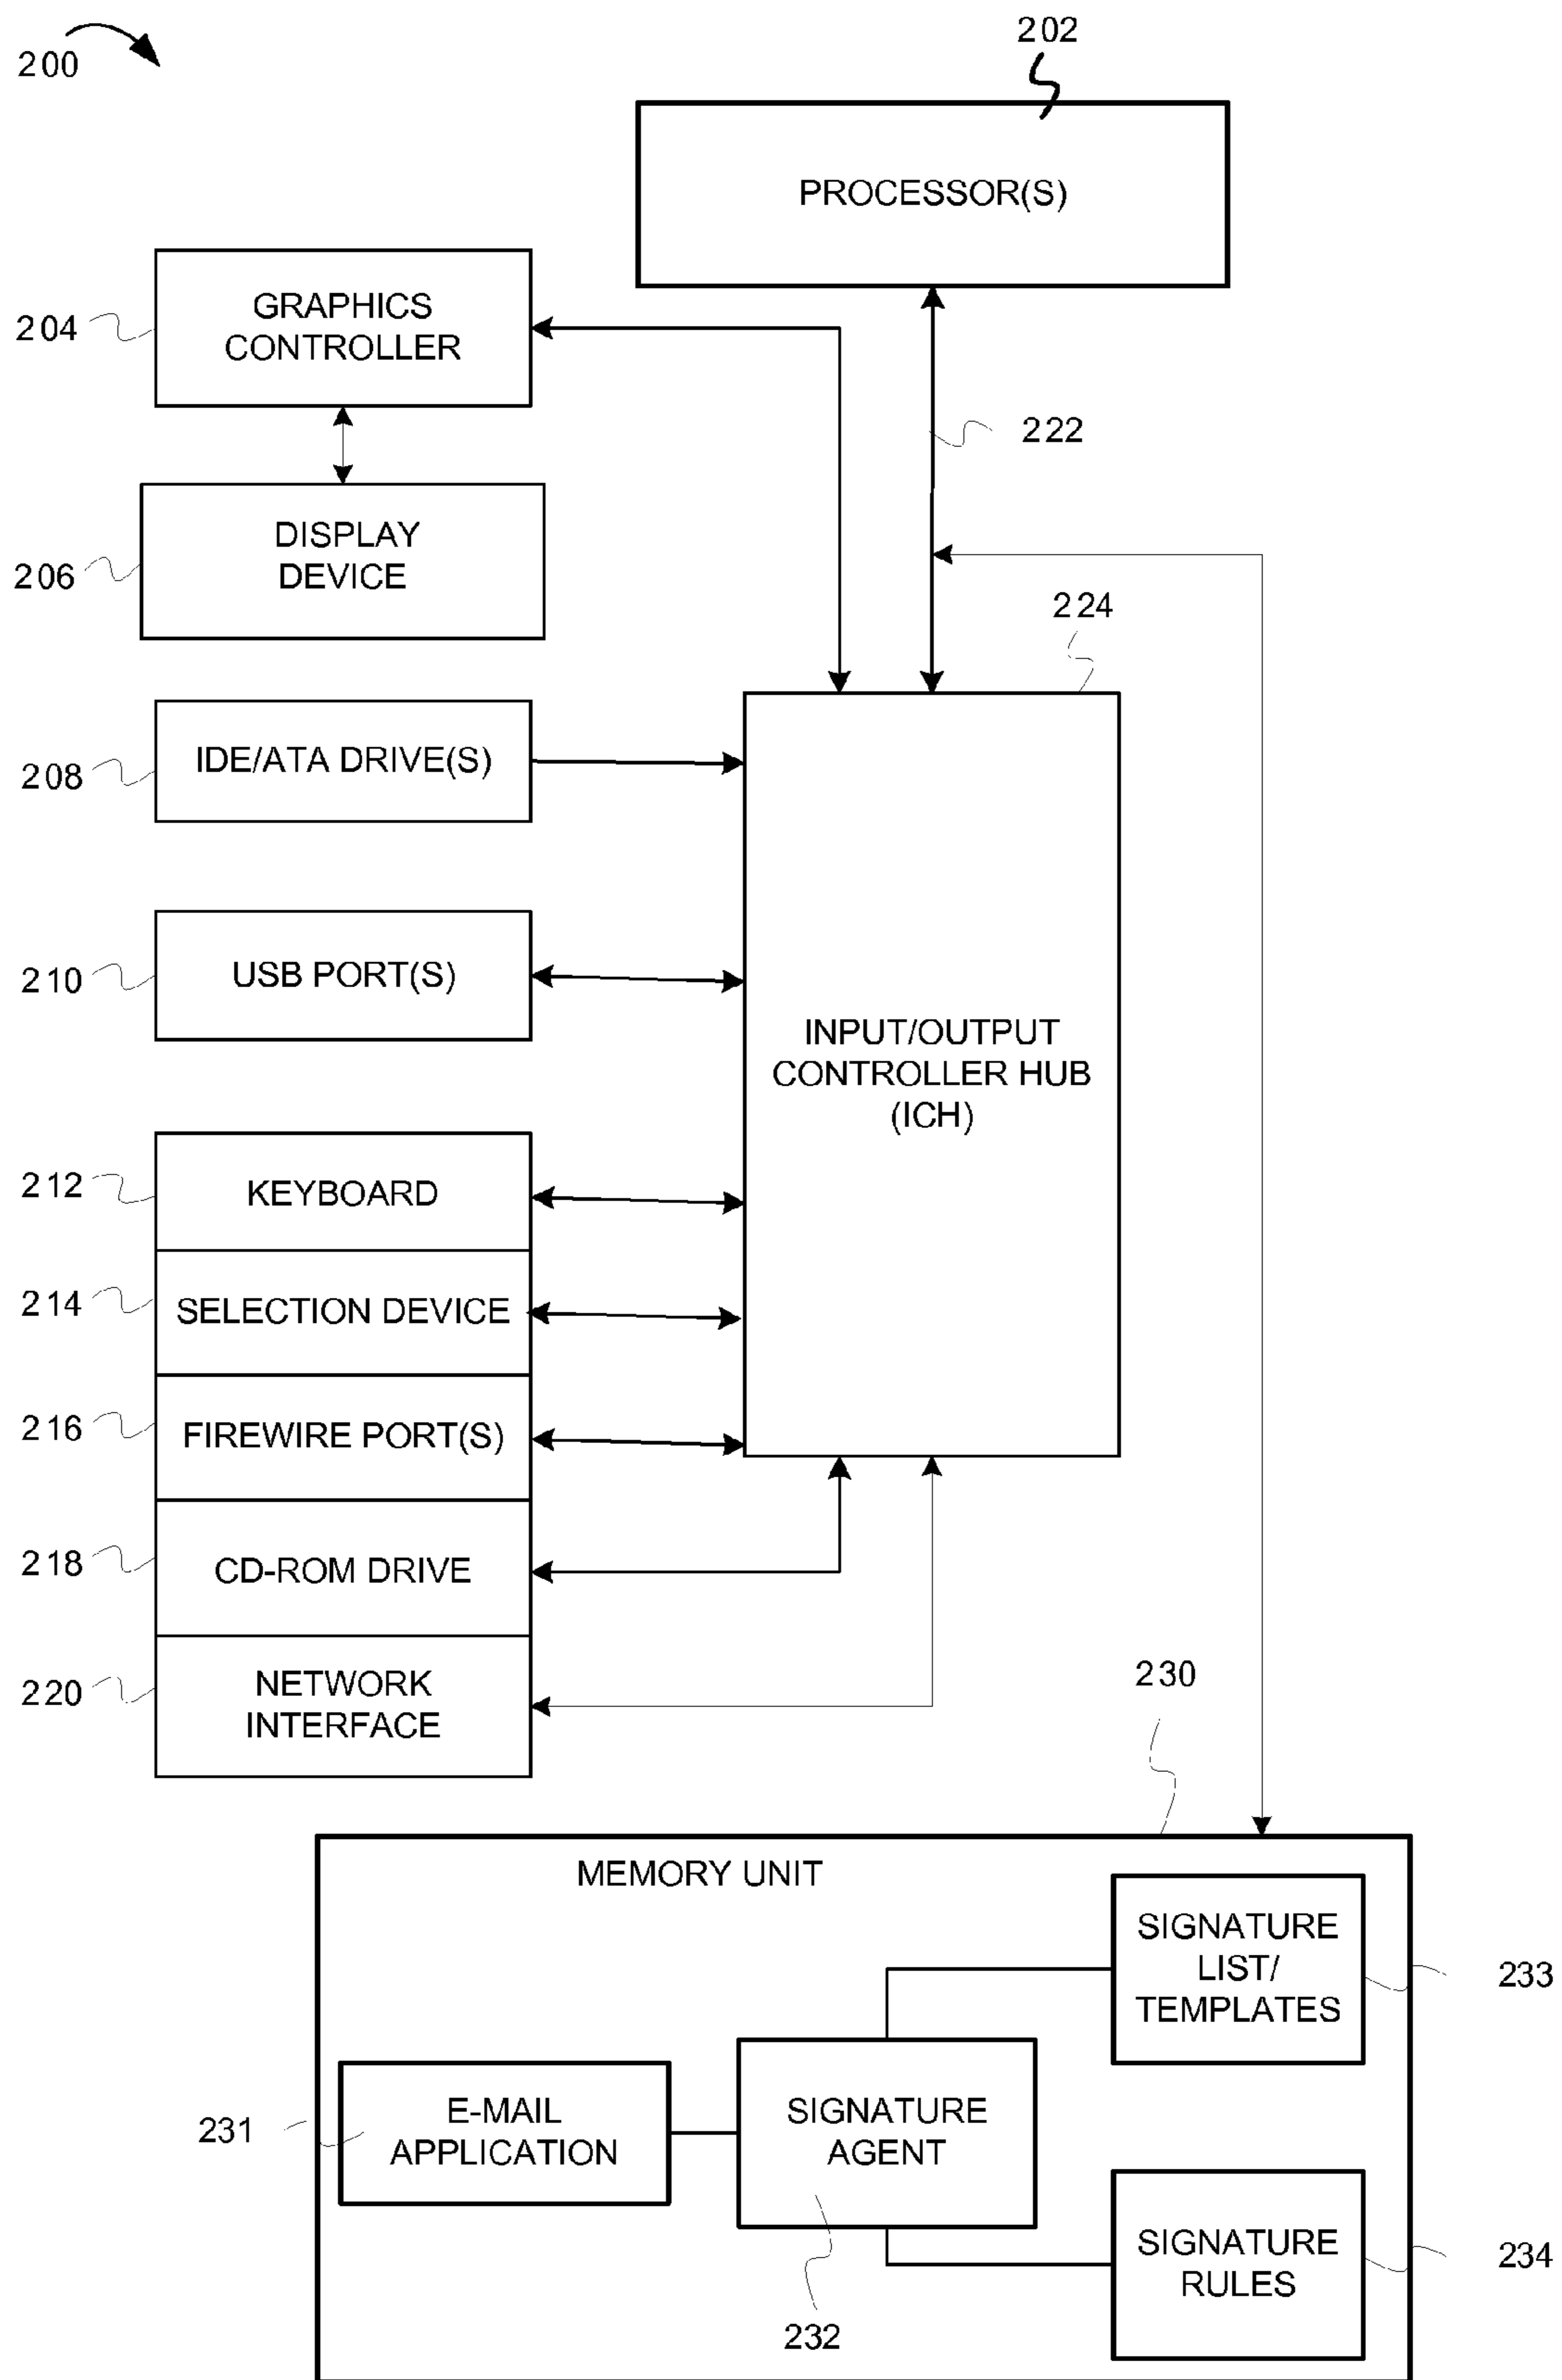 200
202
PROCESSOR(S)
GRAPHICS
CONTROLLER
204
222
DISPLAY
DEVICE
206
224
IDE/ATA DRIVE(S)
208
USB PORT(S)
210
INPUT/OUTPUT
CONTROLLER HUB
(ICH)
212
KEYBOARD
214
SELECTION DEVICE
216
FIREWIRE PORT(S)
218
CD-ROM DRIVE
220
NETWORK
INTERFACE
230
MEMORY UNIT
SIGNATURE
LIST/
TEMPLATES
233
231
E-MAIL
APPLICATION
SIGNATURE
AGENT
232
SIGNATURE
RULES
234